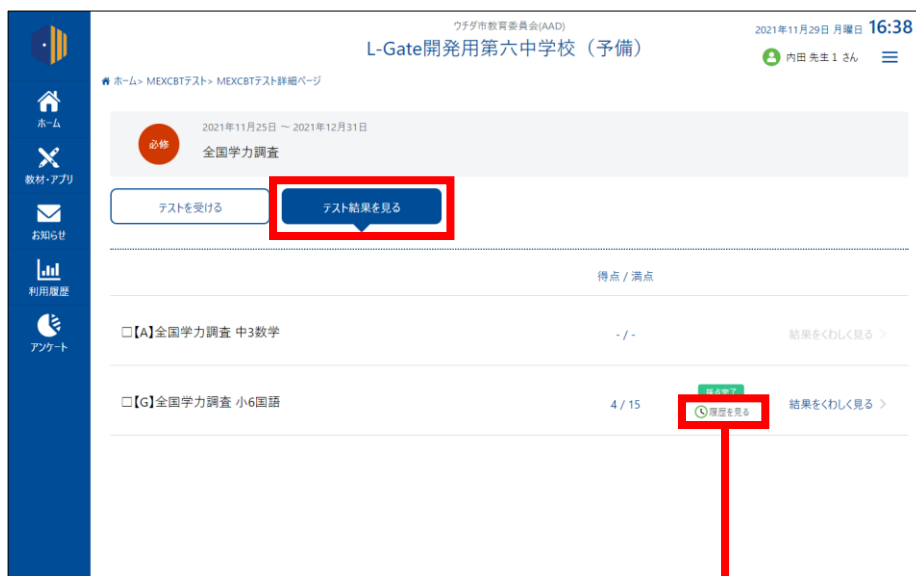 ウチダ市教育委員会(AAD)
L-Gate開発用第六中学校（予備）
2021年11月29日 月曜日 16:38
内田 先生１ さん
ホーム> MEXCBTテスト> MEXCBTテスト詳細ページ
ホーム
教材・アプリ
お知らせ
利用履歴
アンケート
必修
2021年11月25日 ～ 2021年12月31日
全国学力調査
テストを受ける
テスト結果を見る
得点 / 満点
□【A】全国学力調査 中3数学
- / -
結果をくわしく見る >
□【G】全国学力調査 小6国語
4 / 15
履歴を見る
結果をくわしく見る >